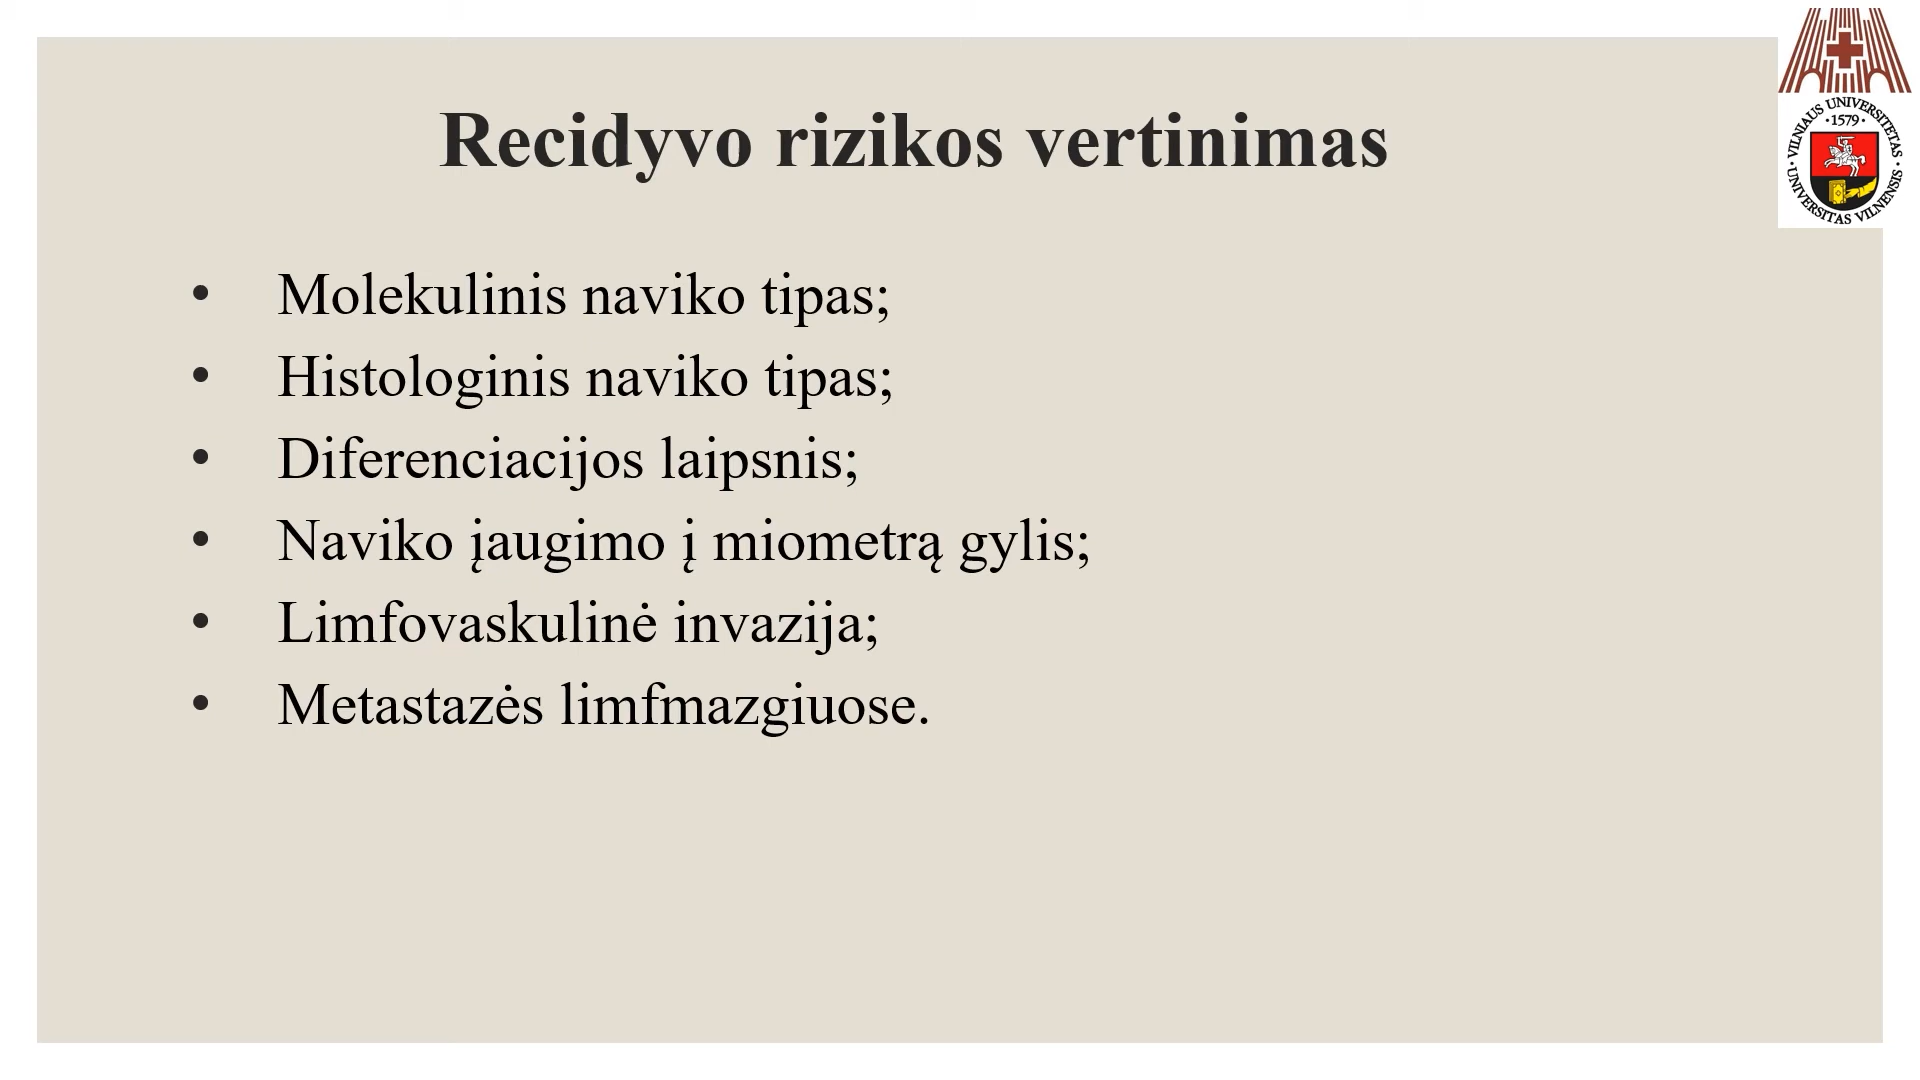 Recidyvo rizikos vertinimas
VILNIAUS UNIVERSITETAS
1579
UNIVERSITAS VILNENSIS
• Molekulinis naviko tipas;
• Histologinis naviko tipas;
• Diferenciacijos laipsnis;
• Naviko įaugimo į miometrą gylis;
• Limfovaskulinė invazija;
• Metastazės limfmazgiuose.